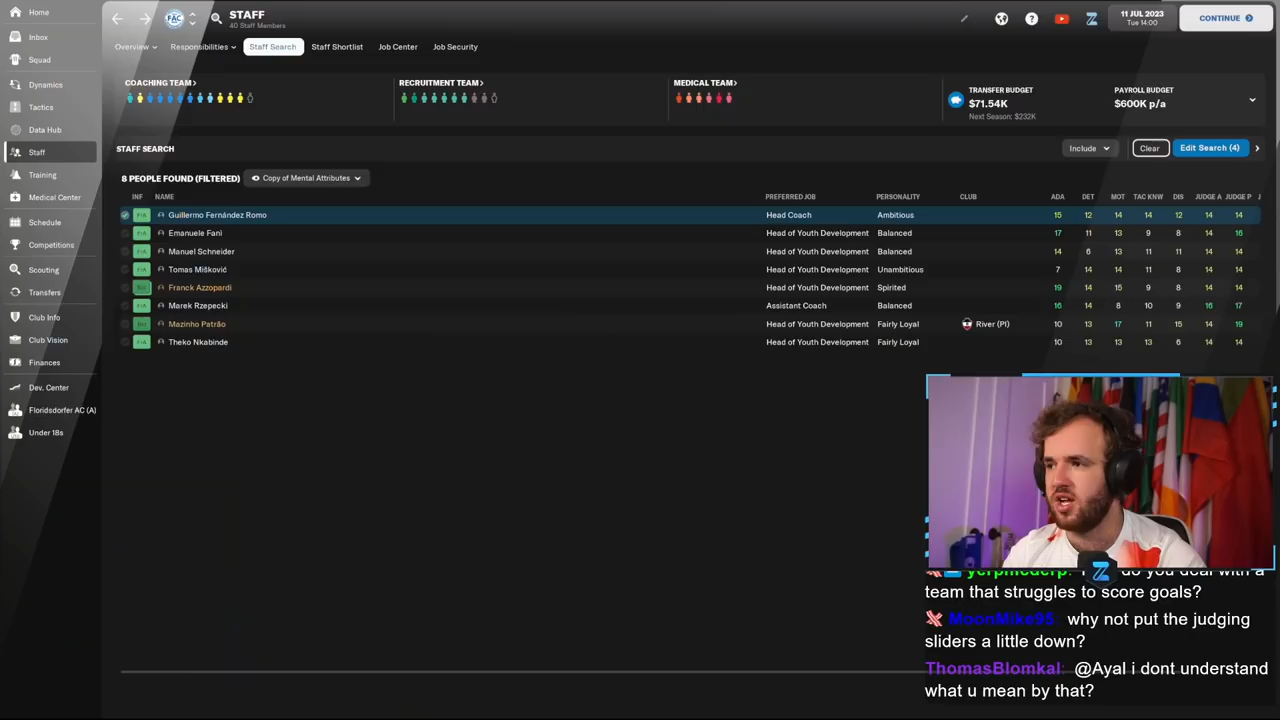 Home
Inbox
Squad
Dynamics
Tactics
Data Hub
Staff
Training
Medical Center
Schedule
Competitions
Scouting
Transfers
Club Info
Club Vision
Finances
Dev. Center
Floridsdorfer AC (A)
Under 18s
FAC
STAFF
40 Staff Members
11 JUL 2023
Tue 14:00
CONTINUE
Overview
Responsibilities
Staff Search
Staff Shortlist
Job Center
Job Security
COACHING TEAM
RECRUITMENT TEAM
MEDICAL TEAM
TRANSFER BUDGET
$71.54K
Next Season: $232K
PAYROLL BUDGET
$600K p/a
STAFF SEARCH
Include
Clear
Edit Search (4)
8 PEOPLE FOUND (FILTERED)
Copy of Mental Attributes
INF NAME PREFERRED JOB PERSONALITY CLUB ADA DET MOT TAC KNW DIS JUDGE A JUDGE P J
F/A Guillermo Fernández Romo Head Coach Ambitious 15 12 14 14 12 14 14
F/A Emanuele Fanì Head of Youth Development Balanced 17 11 13 9 8 14 16
F/A Manuel Schneider Head of Youth Development Balanced 14 6 13 11 11 14 14
F/A Tomas Mišković Head of Youth Development Unambitious 7 14 14 11 8 14 14
Franck Azzopardi Head of Youth Development Spirited 19 14 15 9 8 14 14
F/A Marek Rzepecki Assistant Coach Balanced 16 14 8 10 9 16 17
Mazinho Patrão Head of Youth Development Fairly Loyal River (PI) 10 13 17 11 15 14 19
F/A Theko Nkabinde Head of Youth Development Fairly Loyal 10 13 13 13 6 14 14
do you deal with a
team that struggles to score goals?
MoonMike95: why not put the judging
sliders a little down?
ThomasBlomkal: @Ayal i dont understand
what u mean by that?